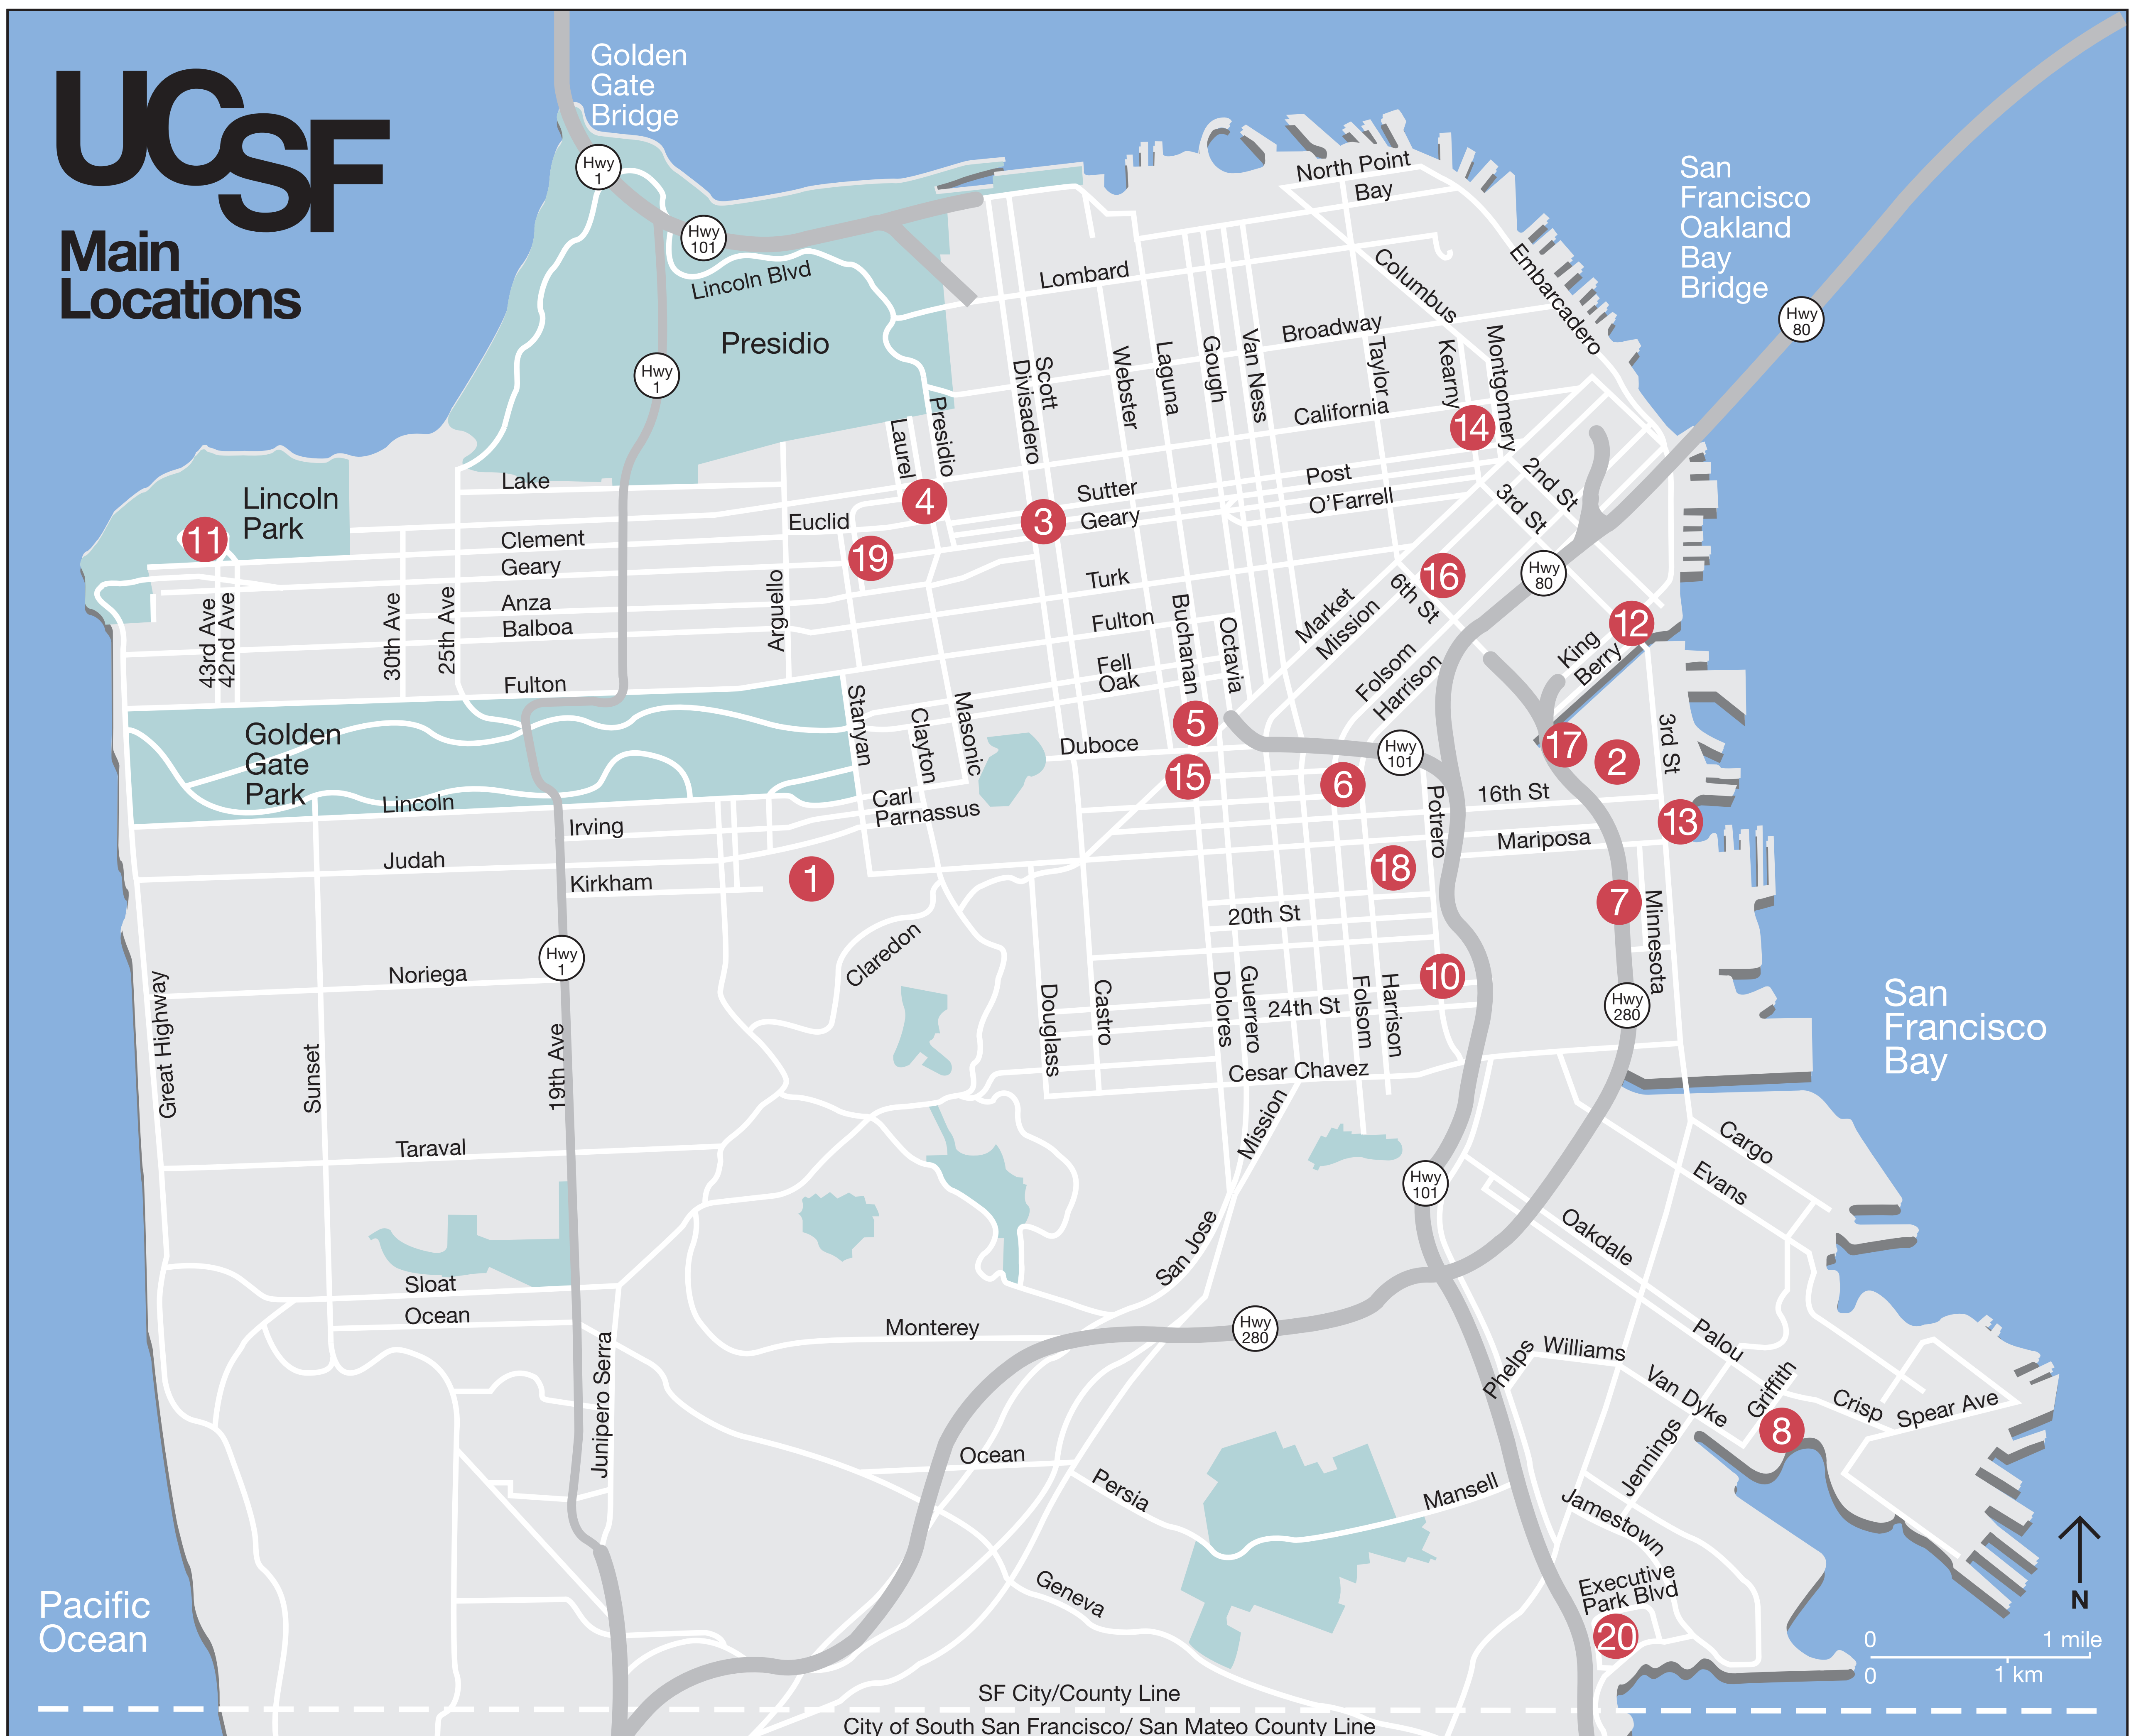 UCSF
Main
Locations
Golden
Gate
Bridge
Hwy
1
Hwy
101
Lincoln Blvd
Presidio
Hwy
1
San
Francisco
Oakland
Bay
Bridge
Hwy
80
North Point
Bay
Columbus
Embarcadero
Lombard
Broadway
Scott
Divisadero
Webster
Laguna
Gough
Van Ness
Taylor
Kearny
Montgomery
California
14
Laurel
Presidio
4
3
Sutter
Geary
Post
O'Farrell
2nd St
3rd St
Lincoln
Park
11
Lake
Euclid
Clement
Geary
19
Anza
Balboa
Arguello
Turk
Fulton
Fell
Oak
Buchanan
Octavia
Market
Mission
6th St
16
Hwy
80
Folsom
Harrison
12
King
Berry
43rd Ave
42nd Ave
30th Ave
25th Ave
Fulton
Golden
Gate
Park
Stanyan
Clayton
Masonic
5
Duboce
15
6
Hwy
101
17
2
3rd St
13
16th St
Potrero
Mariposa
Lincoln
Irving
Carl
Parnassus
Judah
Kirkham
1
18
7
Minnesota
20th St
Claredon
10
Hwy
1
Noriega
Great Highway
Sunset
19th Ave
Douglass
Castro
Dolores
Guerrero
24th St
Folsom
Harrison
Hwy
280
San
Francisco
Bay
Cesar Chavez
Mission
Taraval
Hwy
101
Cargo
Evans
San Jose
Oakdale
Sloat
Ocean
Monterey
Hwy
280
Junipero Serra
Phelps
Williams
Palou
Van Dyke
Griffith
Crisp
Spear Ave
8
Jennings
Ocean
Persia
Mansell
Jamestown
Geneva
Executive
Park Blvd
20
N
0
1 mile
0
1 km
Pacific
Ocean
SF City/County Line
City of South San Francisco/ San Mateo County Line